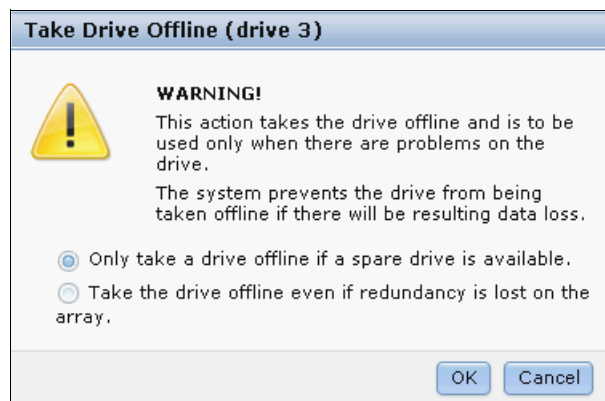 Take Drive Offline (drive 3)
WARNING!
This action takes the drive offline and is to be
used only when there are problems on the
drive.
The system prevents the drive from being
taken offline if there will be resulting data loss.
Only take a drive offline if a spare drive is available.
Take the drive offline even if redundancy is lost on the
array.
OK Cancel